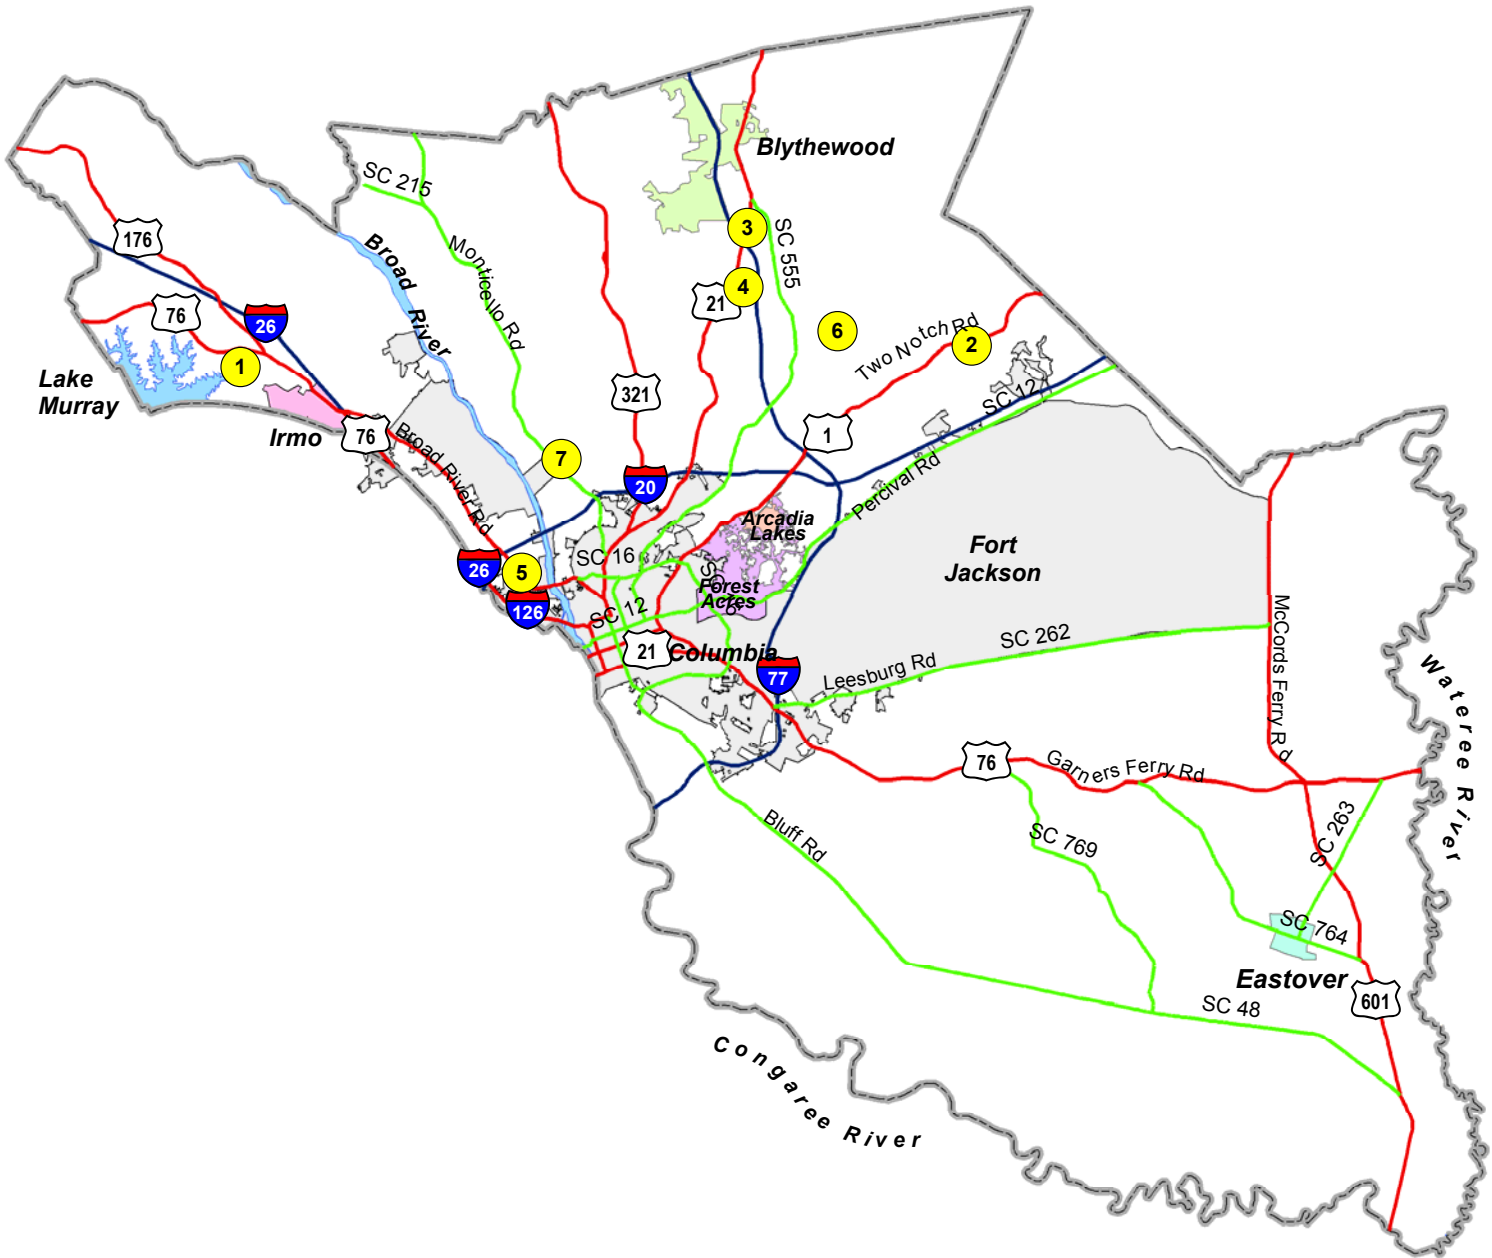 Blythewood
SC 215
3
SC 555
176
Broad River
Monticello Rd
4
21
76
26
6
Two Notch Rd
2
1
Lake
Murray
321
SC 12
Irmo
76
1
Broad River Rd
7
20
Percival Rd
Arcadia
Lakes
Fort
Jackson
SC 16
26
5
Forest
Acres
126
SC 12
McCords Ferry Rd
SC 262
21
Columbia
77
Leesburg Rd
Wateree River
76
Garners Ferry Rd
Bluff Rd
SC 769
SC 263
SC 764
Eastover
601
SC 48
Congaree River